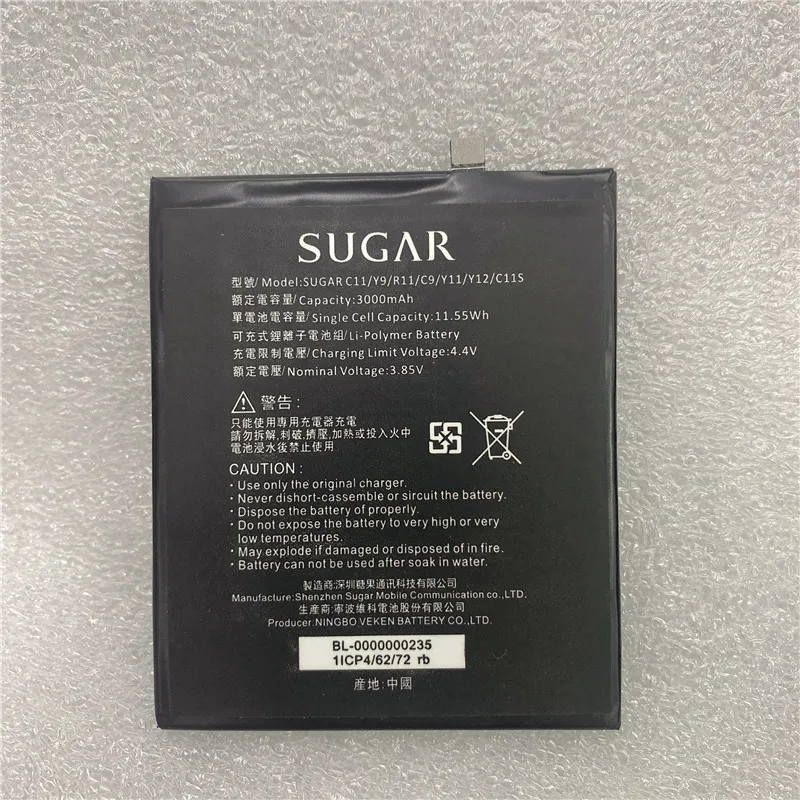 SUGAR
型號/ Model:SUGAR C11/Y9/R11/C9/Y11/Y12/C11S
額定電容量/ Capacity:3000mAh
單電池電容量/ Single Cell Capacity:11.55Wh
可充式鋰離子電池組/ Li-Polymer Battery
充電限制電壓/ Charging Limit Voltage:4.4V
額定電壓/ Nominal Voltage:3.85V
警告:
只能使用專用充電器充電
請勿拆解,刺破,擠壓,加熱或投入火中
電池浸水後禁止使用
CAUTION :
· Use only the original charger.
· Never dishort-cassemble or sircuit the battery.
· Dispose the battery of properly.
· Do not expose the battery to very high or very
low temperatures.
· May explode if damaged or disposed of in fire.
· Battery can not be used after soak in water.
製造商:深圳糖果通訊科技有限公司
Manufacture:Shenzhen Sugar Mobile Communication co.,LTD.
生產商:寧波維科電池股份有限公司
Producer:NINGBO VEKEN BATTERY CO.,LTD.
BL-0000000235
1ICP4/62/72 rb
產地:中國